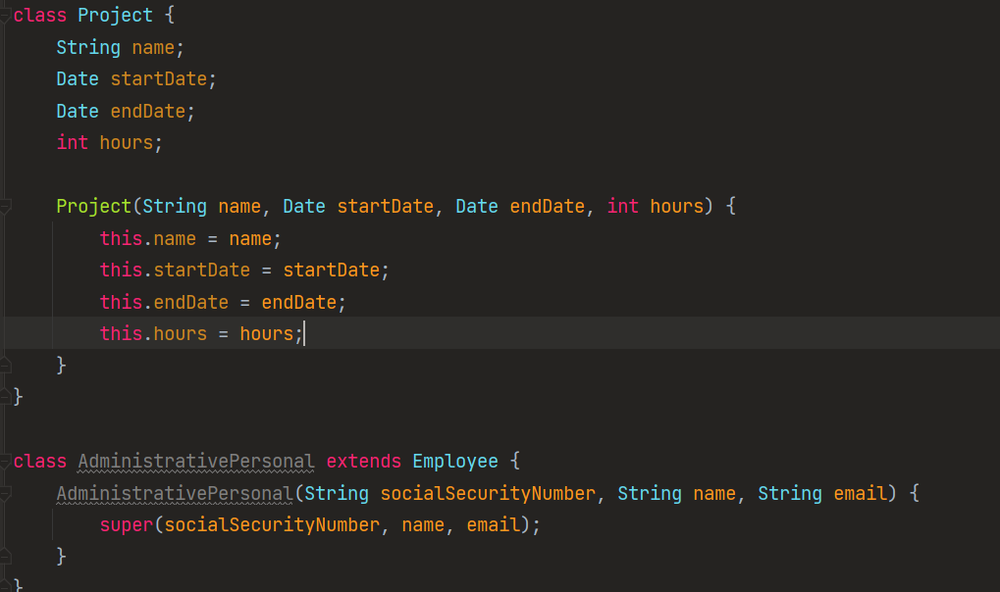 class Project {
    String name;
    Date startDate;
    Date endDate;
    int hours;

    Project(String name, Date startDate, Date endDate, int hours) {
        this.name = name;
        this.startDate = startDate;
        this.endDate = endDate;
        this.hours = hours;
    }
}

class AdministrativePersonal extends Employee {
    AdministrativePersonal(String socialSecurityNumber, String name, String email) {
        super(socialSecurityNumber, name, email);
    }
}